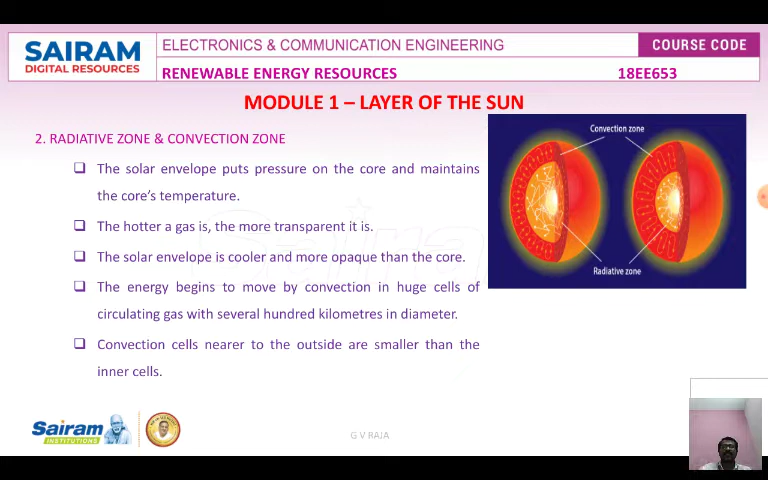 SAIRAM
DIGITAL RESOURCES
ELECTRONICS & COMMUNICATION ENGINEERING
COURSE CODE
RENEWABLE ENERGY RESOURCES
18EE653
MODULE 1 – LAYER OF THE SUN
2. RADIATIVE ZONE & CONVECTION ZONE
The solar envelope puts pressure on the core and maintains
the core's temperature.
The hotter a gas is, the more transparent it is.
The solar envelope is cooler and more opaque than the core.
The energy begins to move by convection in huge cells of
circulating gas with several hundred kilometres in diameter.
Convection cells nearer to the outside are smaller than the
inner cells.
Convection zone
Radiative zone
Sairam
INSTITUTIONS
G V RAJA